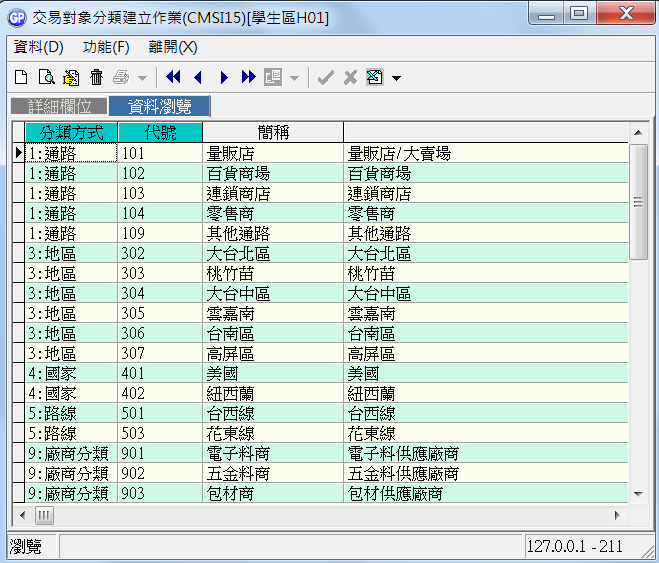 GP 交易對象分類建立作業(CMSI15)[學生區H01]
資料(D) 功能(F) 離開(X)
詳細欄位 資料瀏覽
分類方式 代號 簡稱
1:通路 101 量販店 量販店/大賣場
1:通路 102 百貨商場 百貨商場
1:通路 103 連鎖商店 連鎖商店
1:通路 104 零售商 零售商
1:通路 109 其他通路 其他通路
3:地區 302 大台北區 大台北區
3:地區 303 桃竹苗 桃竹苗
3:地區 304 大台中區 大台中區
3:地區 305 雲嘉南 雲嘉南
3:地區 306 台南區 台南區
3:地區 307 高屏區 高屏區
4:國家 401 美國 美國
4:國家 402 紐西蘭 紐西蘭
5:路線 501 台西線 台西線
5:路線 503 花東線 花東線
9:廠商分類 901 電子料商 電子料供應廠商
9:廠商分類 902 五金料商 五金料供應廠商
9:廠商分類 903 包材商 包材供應廠商
瀏覽 127.0.0.1 - 211